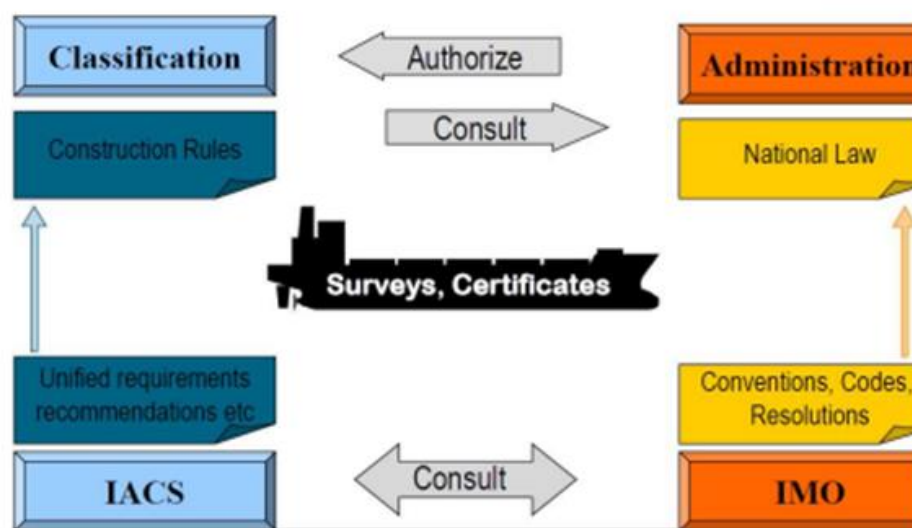 Classification
Authorize
Administration
Construction Rules
Consult
National Law
Surveys, Certificates
Unified requirements
recommendations etc
Conventions, Codes,
Resolutions
IACS
Consult
IMO